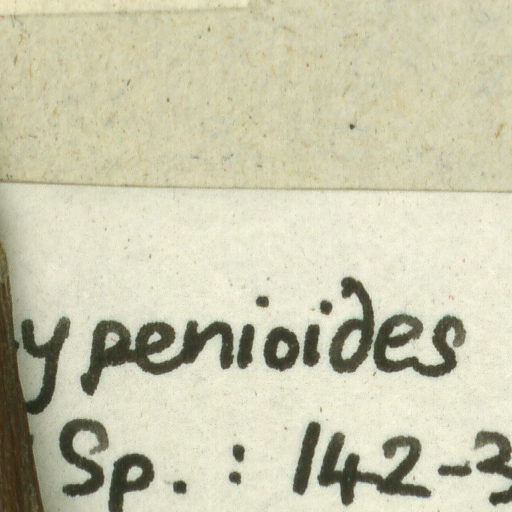 ypenioides
Sp. : 142-3